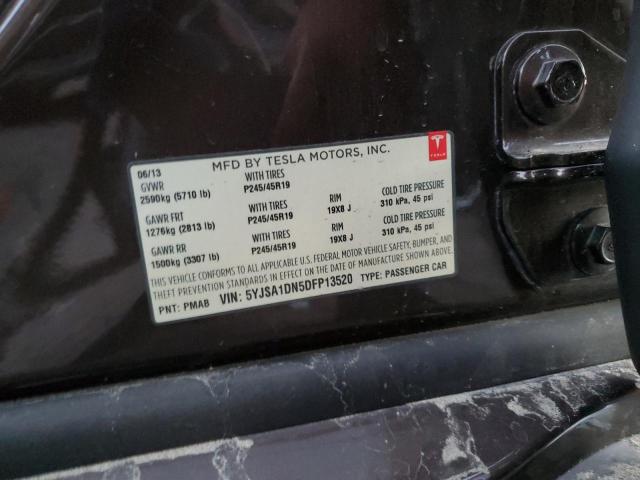 MFD BY TESLA MOTORS, INC.
06/13
GVWR WITH TIRES
2590kg (5710 lb) P245/45R19
GAWR FRT WITH TIRES RIM COLD TIRE PRESSURE
1276kg (2813 lb) P245/45R19 19X8 J 310 kPa, 45 psi
GAWR RR WITH TIRES RIM COLD TIRE PRESSURE
1500kg (3307 lb) P245/45R19 19X8 J 310 kPa, 45 psi
THIS VEHICLE CONFORMS TO ALL APPLICABLE U.S. FEDERAL MOTOR VEHICLE SAFETY, BUMPER, AND
THEFT PREVENTION STANDARDS IN EFFECT ON THE DATE OF MANUFACTURE SHOWN ABOVE.
PNT: PMAB VIN: 5YJSA1DN5DFP13520 TYPE: PASSENGER CAR
TESLA